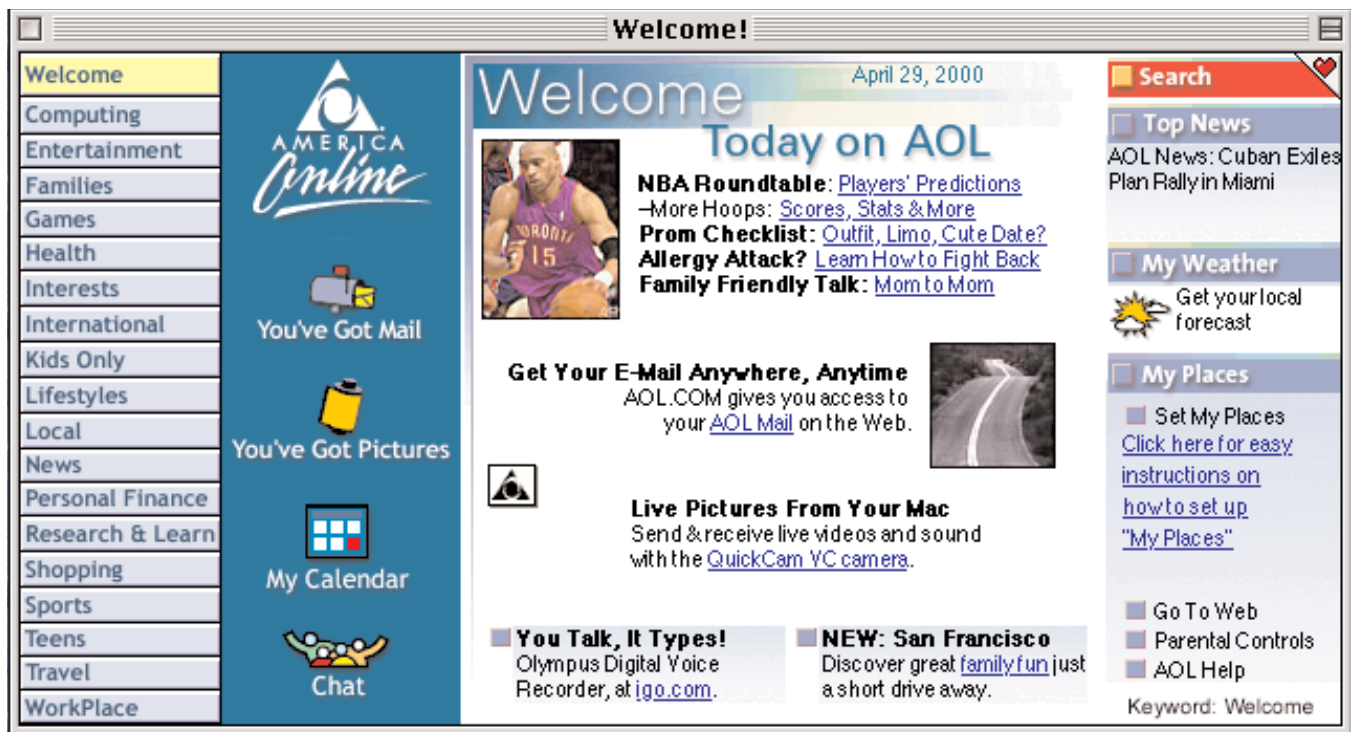 Welcome!
Welcome
Computing
Entertainment
Families
Games
Health
Interests
International
Kids Only
Lifestyles
Local
News
Personal Finance
Research & Learn
Shopping
Sports
Teens
Travel
WorkPlace
AMERICA
Online
You've Got Mail
You've Got Pictures
My Calendar
Chat
Welcome
April 29, 2000
Today on AOL
TORONTO
15
NBA Roundtable: Players' Predictions
–More Hoops: Scores, Stats & More
Prom Checklist: Outfit, Limo, Cute Date?
Allergy Attack? Learn How to Fight Back
Family Friendly Talk: Mom to Mom
Get Your E-Mail Anywhere, Anytime
AOL.COM gives you access to
your AOL Mail on the Web.
Live Pictures From Your Mac
Send & receive live videos and sound
with the QuickCam VC camera.
You Talk, It Types!
Olympus Digital Voice
Recorder, at igo.com.
NEW: San Francisco
Discover great family fun just
a short drive away.
Search
Top News
AOL News: Cuban Exiles
Plan Rally in Miami
My Weather
Get your local
forecast
My Places
Set My Places
Click here for easy
instructions on
how to set up
"My Places"
Go To Web
Parental Controls
AOL Help
Keyword: Welcome